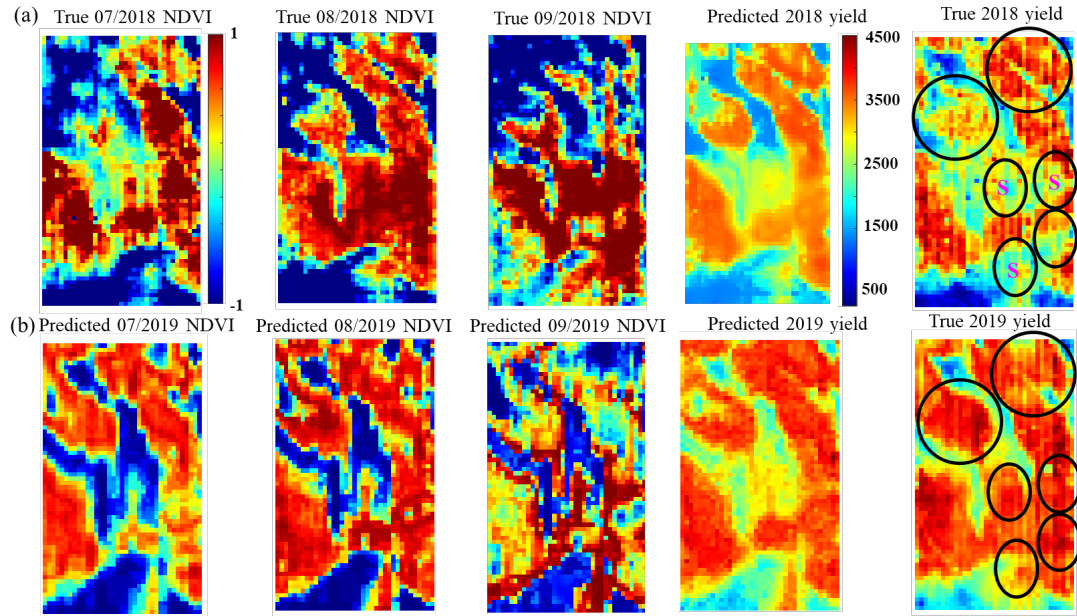 (a)
True 07/2018 NDVI
True 08/2018 NDVI
True 09/2018 NDVI
Predicted 2018 yield
True 2018 yield
1
-1
4500
3500
2500
1500
500
S
S
S
(b)
Predicted 07/2019 NDVI
Predicted 08/2019 NDVI
Predicted 09/2019 NDVI
Predicted 2019 yield
True 2019 yield